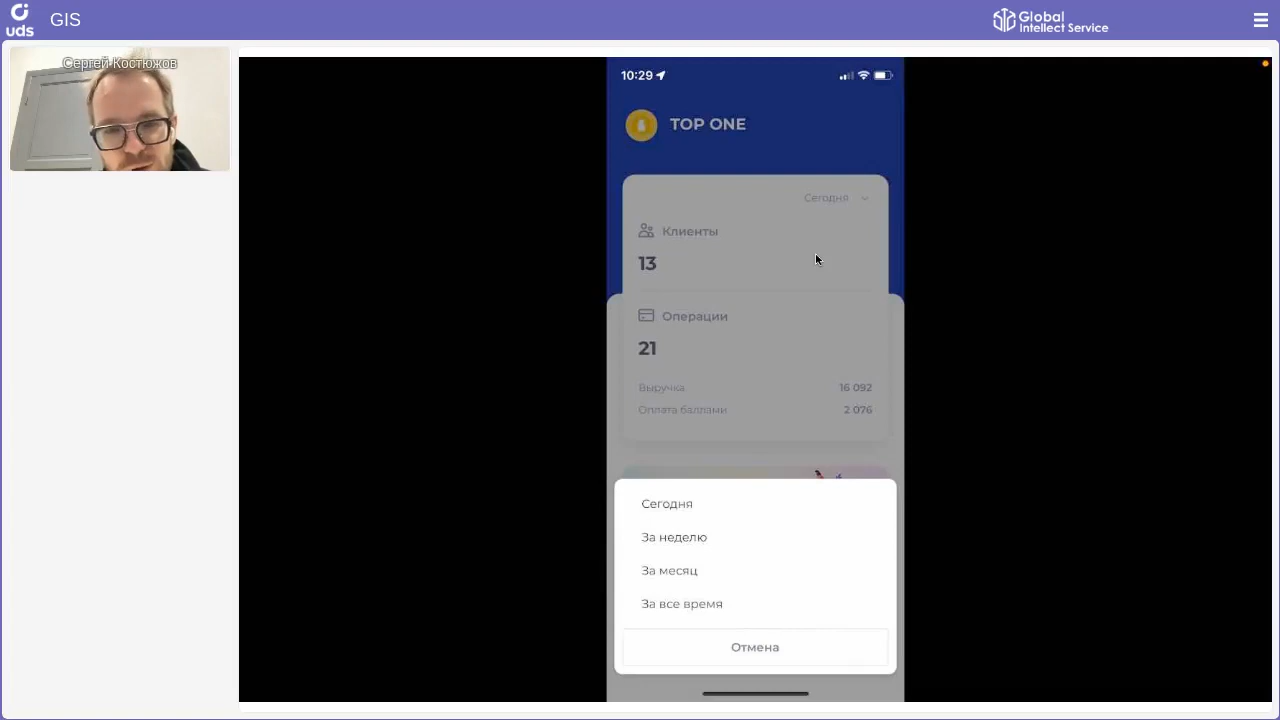 uds
GIS
Global
Intellect Service
Сергей Костюжов
10:29
TOP ONE
Сегодня
Клиенты
13
Операции
21
Выручка
16 092
Оплата баллами
2 076
Сегодня
За неделю
За месяц
За все время
Отмена